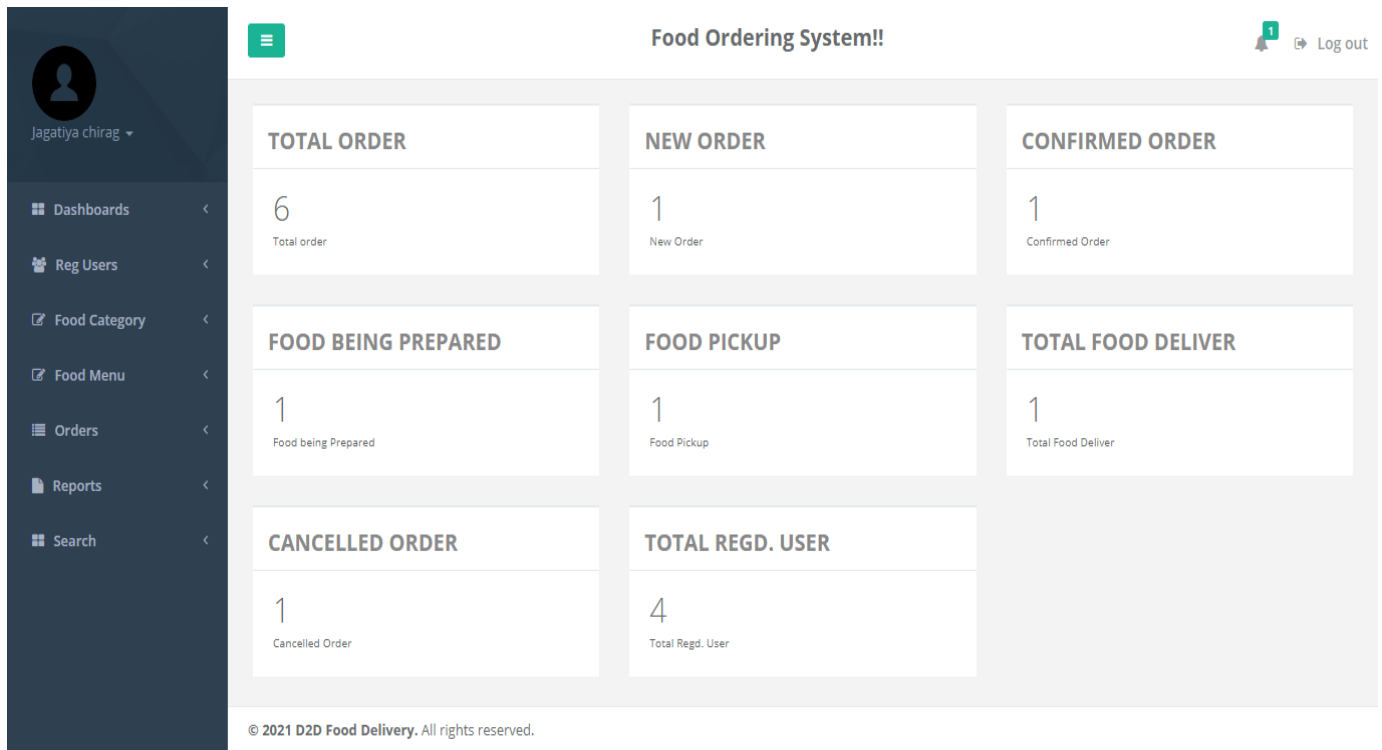 Food Ordering System!!
1
Log out
Jagatiya chirag
Dashboards
Reg Users
Food Category
Food Menu
Orders
Reports
Search
TOTAL ORDER
6
Total order
NEW ORDER
1
New Order
CONFIRMED ORDER
1
Confirmed Order
FOOD BEING PREPARED
1
Food being Prepared
FOOD PICKUP
1
Food Pickup
TOTAL FOOD DELIVER
1
Total Food Deliver
CANCELLED ORDER
1
Cancelled Order
TOTAL REGD. USER
4
Total Regd. User
© 2021 D2D Food Delivery. All rights reserved.